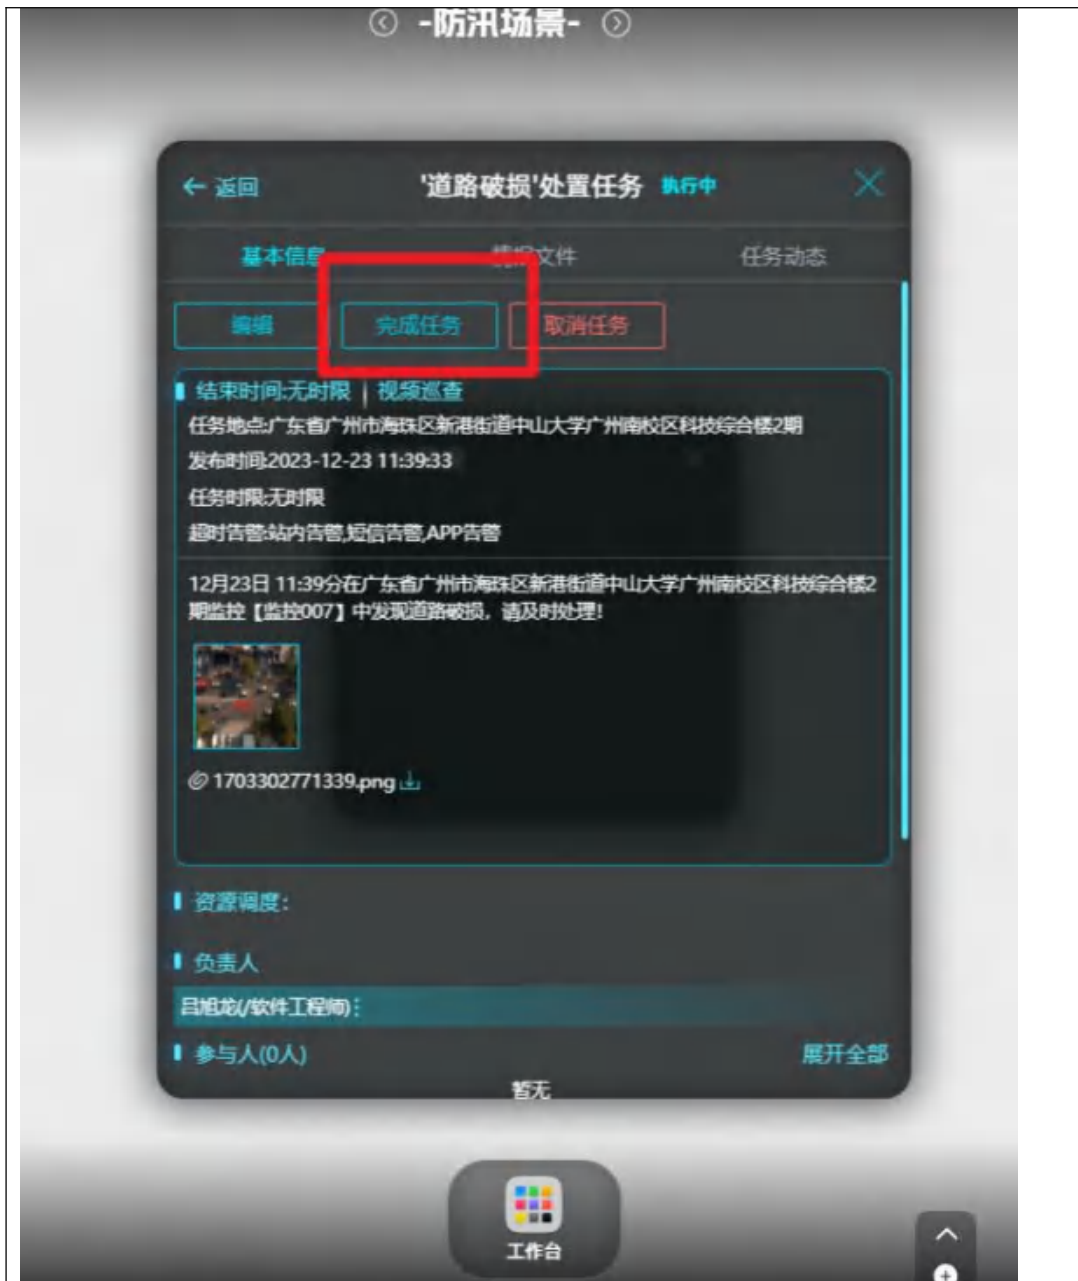 -防汛场景-
返回 '道路破损'处置任务 执行中
基本信息 文件 任务动态
编辑 完成任务 取消任务
结束时间:无时限 | 视频巡查
任务地点:广东省广州市海珠区新港街道中山大学广州南校区科技综合楼2期
发布时间:2023-12-23 11:39:33
任务时限:无时限
超时告警:站内告警,短信告警,APP告警
12月23日 11:39分在广东省广州市海珠区新港街道中山大学广州南校区科技综合楼2
期监控【监控007】中发现道路破损，请及时处理!
1703302771339.png
资源调度:
负责人
吕旭龙(/软件工程师) :
参与人(0人) 展开全部
暂无
工作台